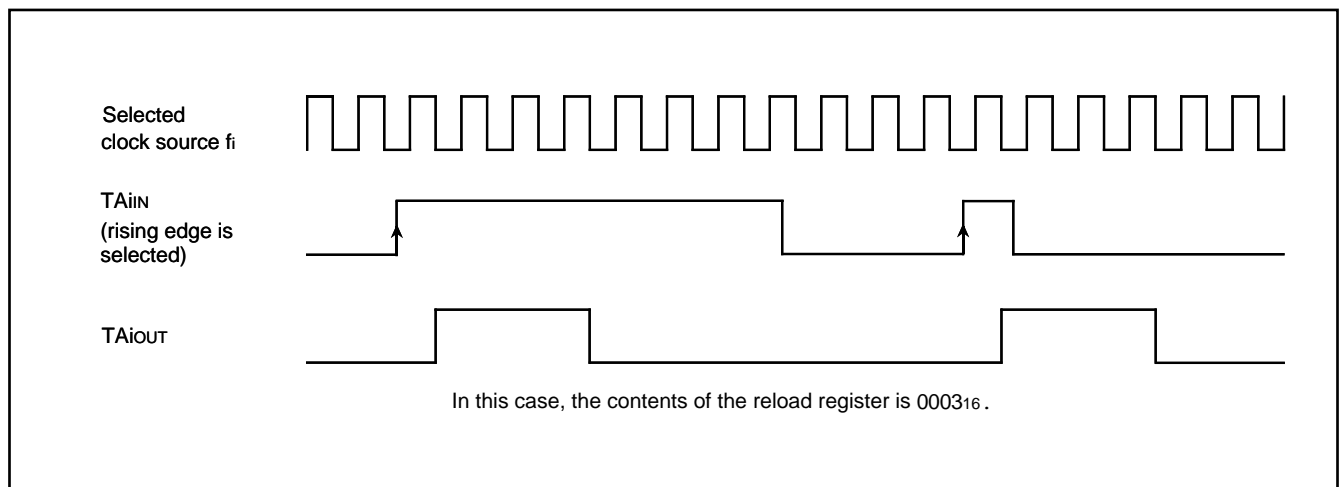 Selected
clock source fi
TAiIN
(rising edge is
selected)
TAiOUT
In this case, the contents of the reload register is 000316 .